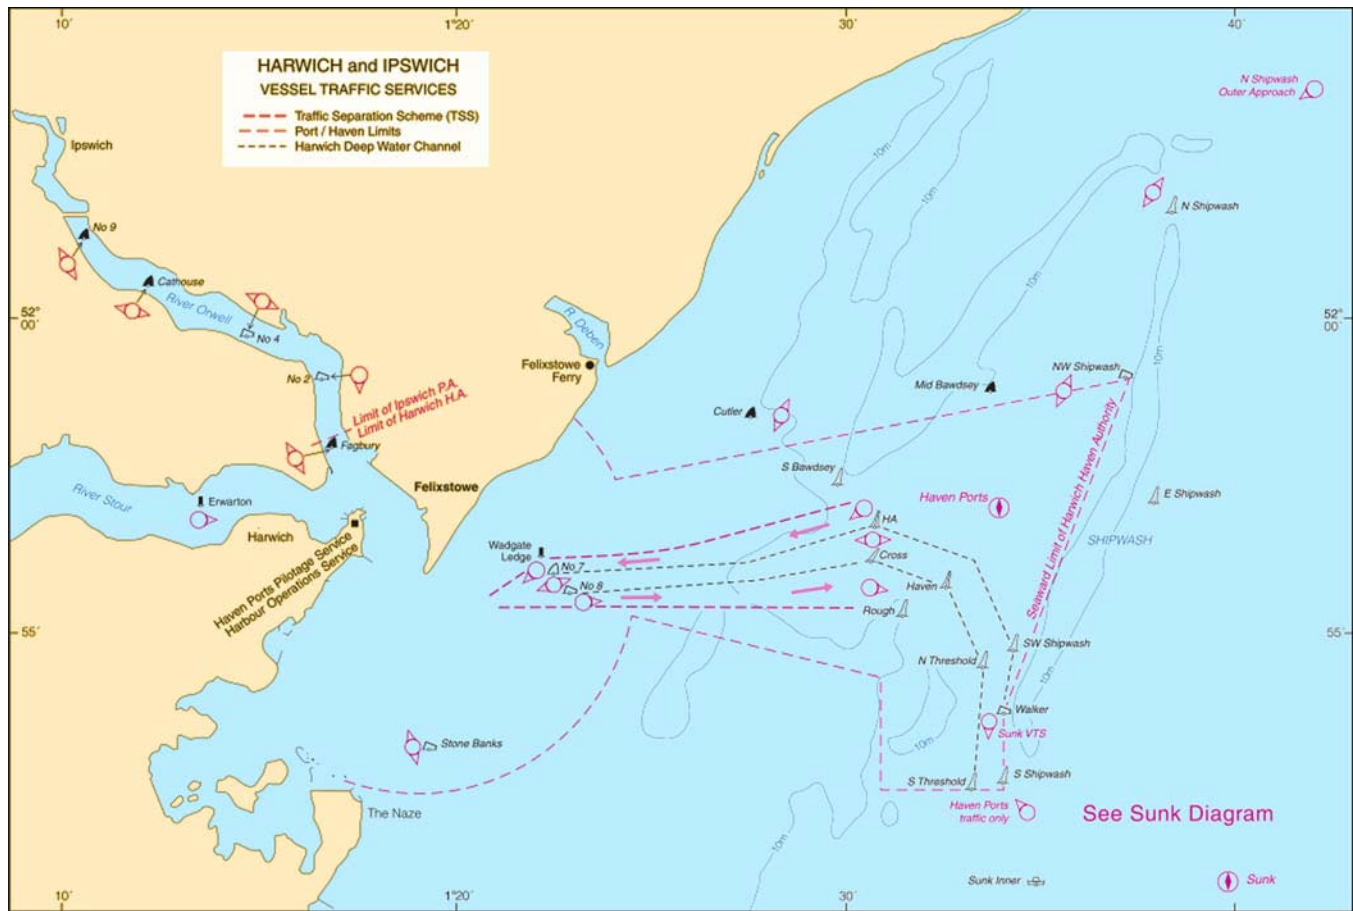 10´
1°20´
30´
40´
HARWICH and IPSWICH
VESSEL TRAFFIC SERVICES
Traffic Separation Scheme (TSS)
Port / Haven Limits
Harwich Deep Water Channel
N Shipwash
Outer Approach
Ipswich
10m
10m
N Shipwash
No 9
Cathouse
River Orwell
No 4
10m
52°
00´
R. Deben
52°
00´
10m
Felixstowe
Ferry
NW Shipwash
No 2
Mid Bawdsey
Limit of Ipswich P.A.
Limit of Harwich H.A.
Cutler
Fagbury
Seaward Limit of Harwich Haven Authority
S Bawdsey
River Stour
Erwarton
Felixstowe
Haven Ports
E Shipwash
HA
Harwich
SHIPWASH
Wadgate
Ledge
Cross
No 7
No 8
Haven
Haven Ports Pilotage Service
Harbour Operations Service
Rough
55´
55´
SW Shipwash
N Threshold
10m
Walker
Sunk VTS
Stone Banks
10m
S Threshold
S Shipwash
The Naze
Haven Ports
traffic only
See Sunk Diagram
10m
Sunk Inner
Sunk
10´
1°20´
30´
40´